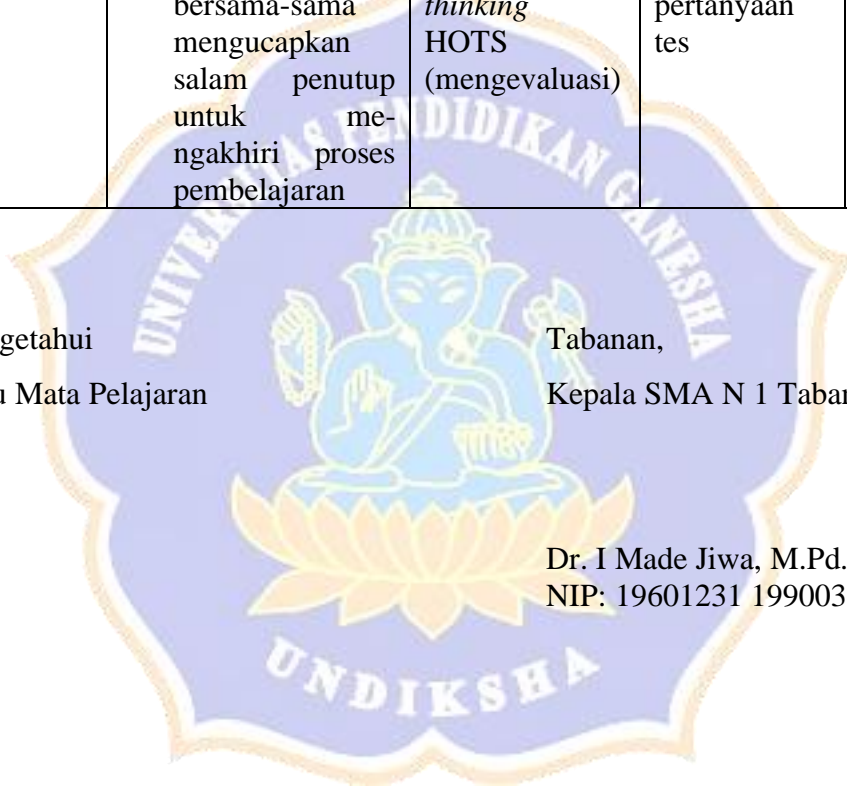 bersama-sama
mengucapkan
salam penutup
untuk me-
ngakhiri proses
pembelajaran
thinking
HOTS
(mengevaluasi)
pertanyaan
tes
UNIVERSITAS PENDIDIKAN GANESHA
getahui
Mata Pelajaran
Tabanan,
Kepala SMA N 1 Taban
Dr. I Made Jiwa, M.Pd.
NIP: 19601231 199003
UNDIKSHA